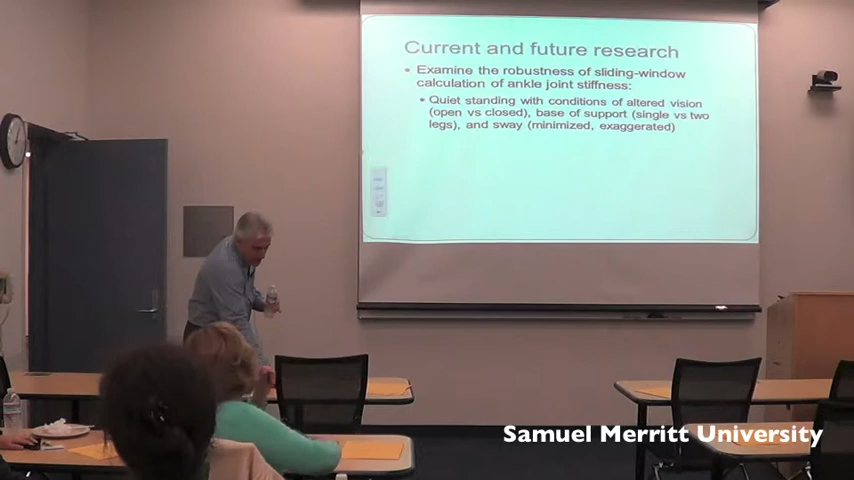 Current and future research
• Examine the robustness of sliding-window
calculation of ankle joint stiffness:
• Quiet standing with conditions of altered vision
(open vs closed), base of support (single vs two
legs), and sway (minimized, exaggerated)
Samuel Merritt University